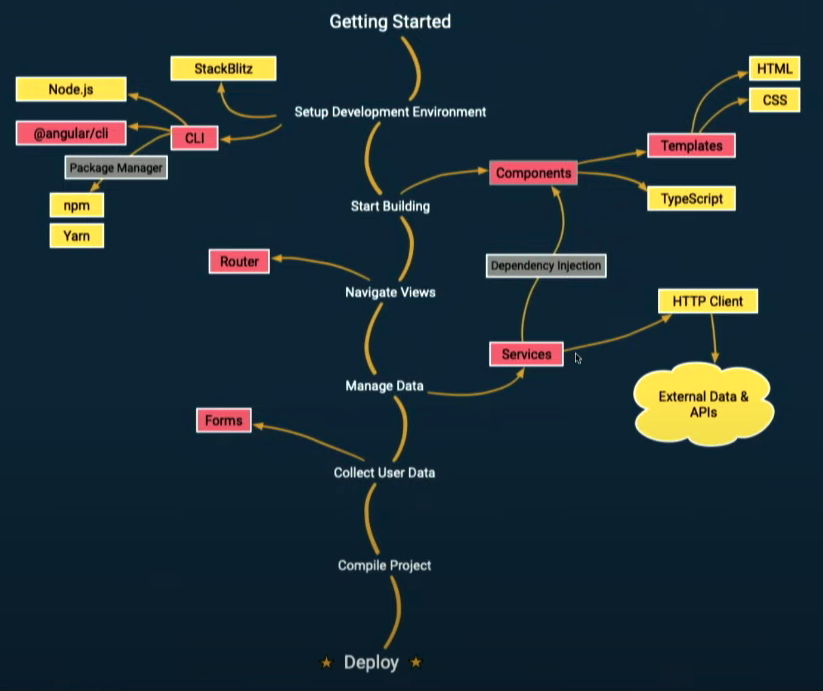 Getting Started
StackBlitz
Node.js
@angular/cli
CLI
Package Manager
npm
Yarn
Setup Development Environment
HTML
CSS
Templates
Components
TypeScript
Start Building
Router
Dependency Injection
Navigate Views
HTTP Client
Services
Manage Data
External Data &
APIs
Forms
Collect User Data
Compile Project
Deploy